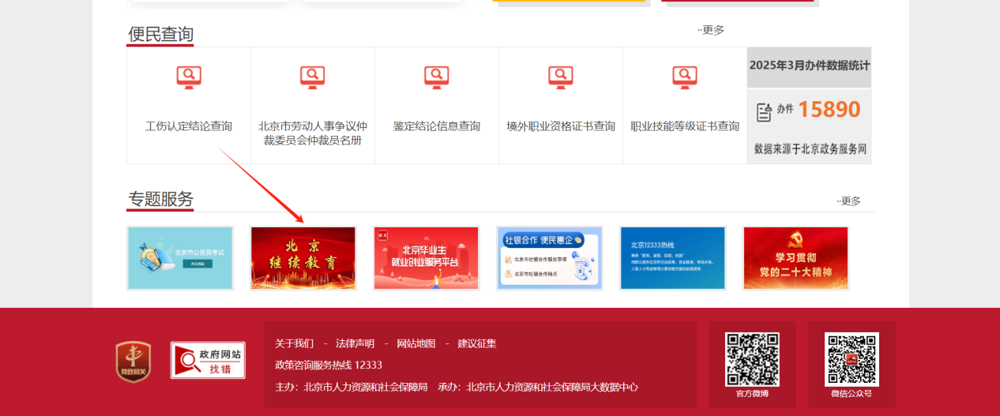 便民查询
··更多
工伤认定结论查询
北京市劳动人事争议仲
裁委员会仲裁员名册
鉴定结论信息查询
境外职业资格证书查询
职业技能等级证书查询
2025年3月办件数据统计
办件 15890
数据来源于北京政务服务网
专题服务
··更多
北京市公务员考试
北京
继续教育
北京毕业生
就业创业服务平台
社银合作 便民惠企
北京市社银合作服务事项
北京市社银合作网点
北京12333热线
学习贯彻
党的二十大精神
党政机关
政府网站
找错
关于我们 - 法律声明 - 网站地图 - 建议征集
政策咨询服务热线 12333
主办：北京市人力资源和社会保障局 承办：北京市人力资源和社会保障局大数据中心
官方微博
微信公众号